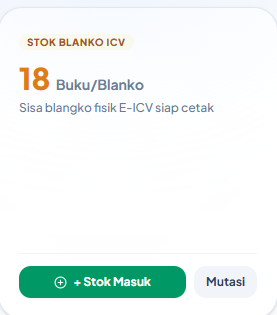 STOK BLANKO ICV
18 Buku/Blanko
Sisa blangko fisik E-ICV siap cetak
+ Stok Masuk
Mutasi